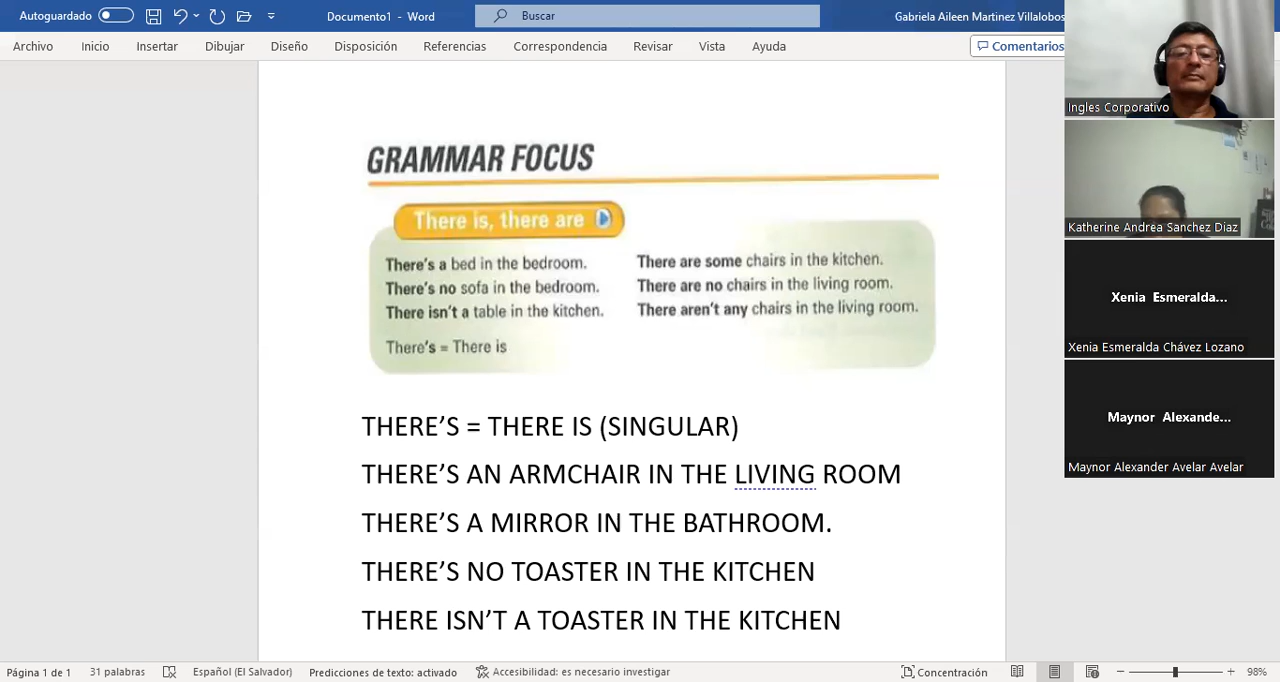 Autoguardado
Documento1 - Word
Buscar
Gabriela Aileen Martinez Villalobos
Archivo Inicio Insertar Dibujar Diseño Disposición Referencias Correspondencia Revisar Vista Ayuda
Comentarios
GRAMMAR FOCUS
There is, there are
There's a bed in the bedroom.
There's no sofa in the bedroom.
There isn't a table in the kitchen.
There's = There is
There are some chairs in the kitchen.
There are no chairs in the living room.
There aren't any chairs in the living room.
THERE'S = THERE IS (SINGULAR)
THERE'S AN ARMCHAIR IN THE LIVING ROOM
THERE'S A MIRROR IN THE BATHROOM.
THERE'S NO TOASTER IN THE KITCHEN
THERE ISN'T A TOASTER IN THE KITCHEN
Ingles Corporativo
Katherine Andrea Sanchez Diaz
Xenia Esmeralda...
Xenia Esmeralda Chávez Lozano
Maynor Alexande...
Maynor Alexander Avelar Avelar
Página 1 de 1 31 palabras Español (El Salvador) Predicciones de texto: activado Accesibilidad: es necesario investigar Concentración 98%